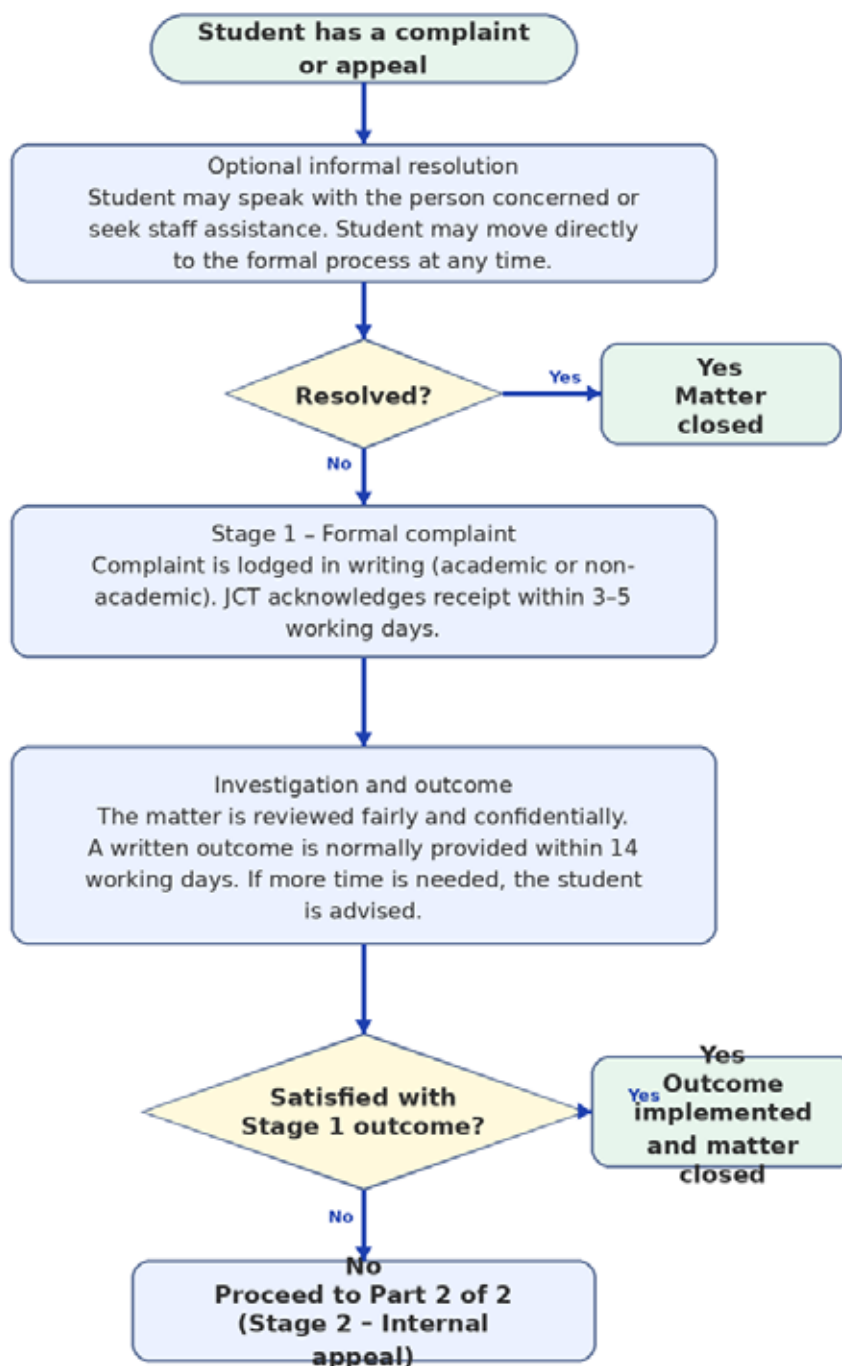 Student has a complaint
or appeal
Optional informal resolution
Student may speak with the person concerned or
seek staff assistance. Student may move directly
to the formal process at any time.
Resolved?
Yes
Yes
Matter
closed
No
Stage 1 – Formal complaint
Complaint is lodged in writing (academic or non-
academic). JCT acknowledges receipt within 3–5
working days.
Investigation and outcome
The matter is reviewed fairly and confidentially.
A written outcome is normally provided within 14
working days. If more time is needed, the student
is advised.
Satisfied with
Stage 1 outcome?
Yes
Yes
Outcome
implemented
and matter
closed
No
No
Proceed to Part 2 of 2
(Stage 2 – Internal
appeal)